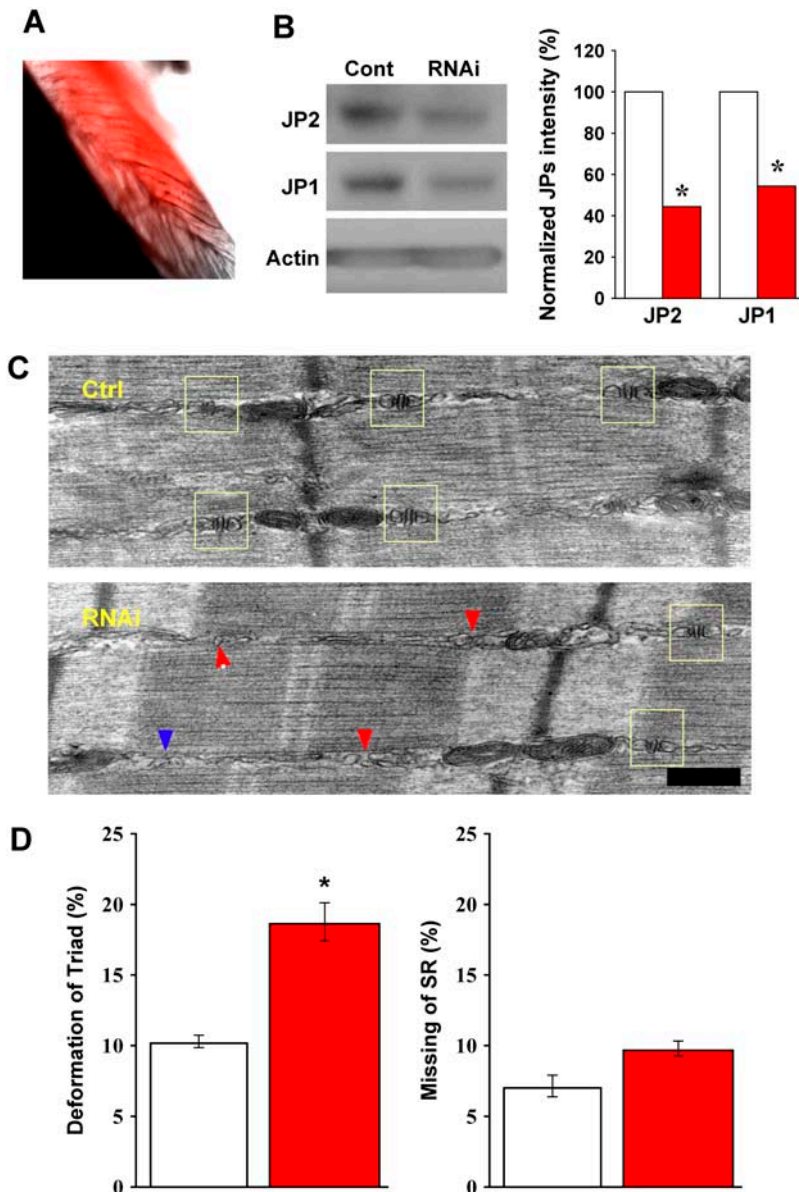 A
B
Cont RNAi
JP2
JP1
Actin
Normalized JPs intensity (%)
120
100
80
60
40
20
0
*
*
JP2 JP1
C
Ctrl
RNAi
D
Deformation of Triad (%)
25
20
15
10
5
0
*
Missing of SR (%)
25
20
15
10
5
0